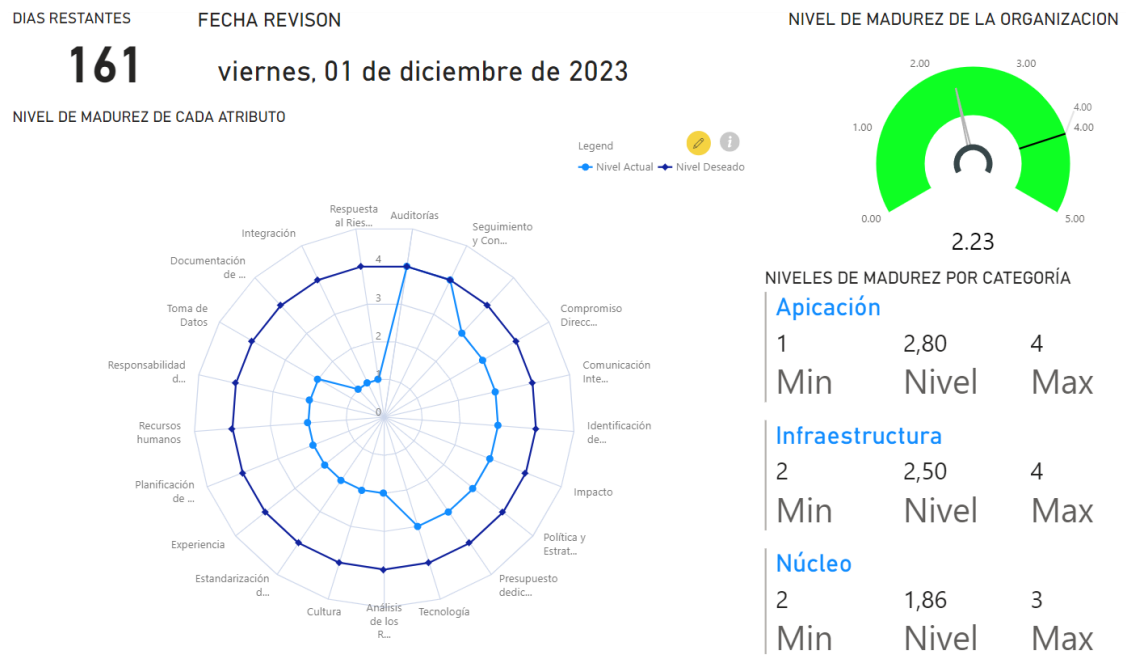 DIAS RESTANTES
161
FECHA REVISON
viernes, 01 de diciembre de 2023
NIVEL DE MADUREZ DE CADA ATRIBUTO
Legend
Nivel Actual
Nivel Deseado
Auditorías
Seguimiento
y Con...
Compromiso
Direcc...
Comunicación
Inte...
Identificación
de...
Impacto
Política y
Estrat...
Presupuesto
dedic...
Tecnología
Análisis
de los
R...
Cultura
Estandarización
d...
Experiencia
Planificación
de ...
Recursos
humanos
Responsabilidad
d...
Toma de
Datos
Documentación
de ...
Integración
Respuesta
al Ries...
4
3
2
1
0
NIVEL DE MADUREZ DE LA ORGANIZACION
0.00
1.00
2.00
3.00
4.00
4.00
5.00
2.23
NIVELES DE MADUREZ POR CATEGORÍA
Apicación
1 2,80 4
Min Nivel Max
Infraestructura
2 2,50 4
Min Nivel Max
Núcleo
2 1,86 3
Min Nivel Max